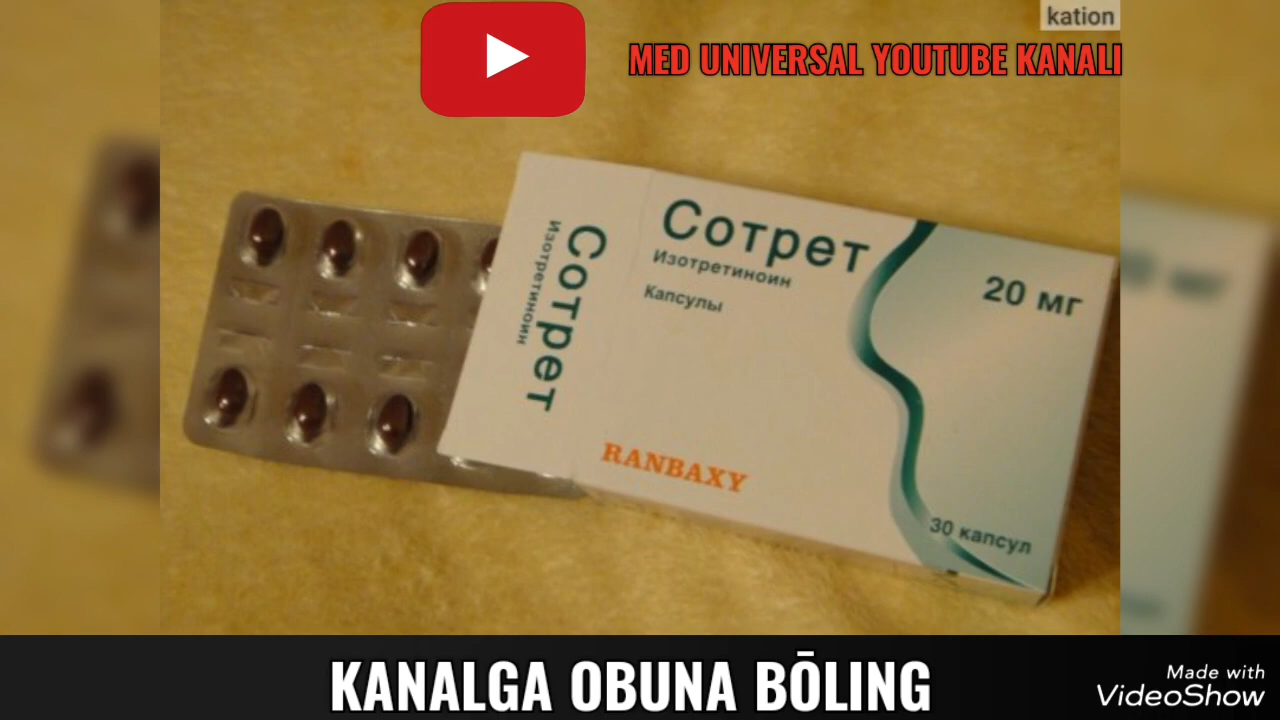 kation
MED UNIVERSAL YOUTUBE KANALI
Сотрет
Изотретиноин
Сотрет
Изотретиноин
Капсулы
20 мг
RANBAXY
30 капсул
KANALGA OBUNA BŌLING
Made with
VideoShow